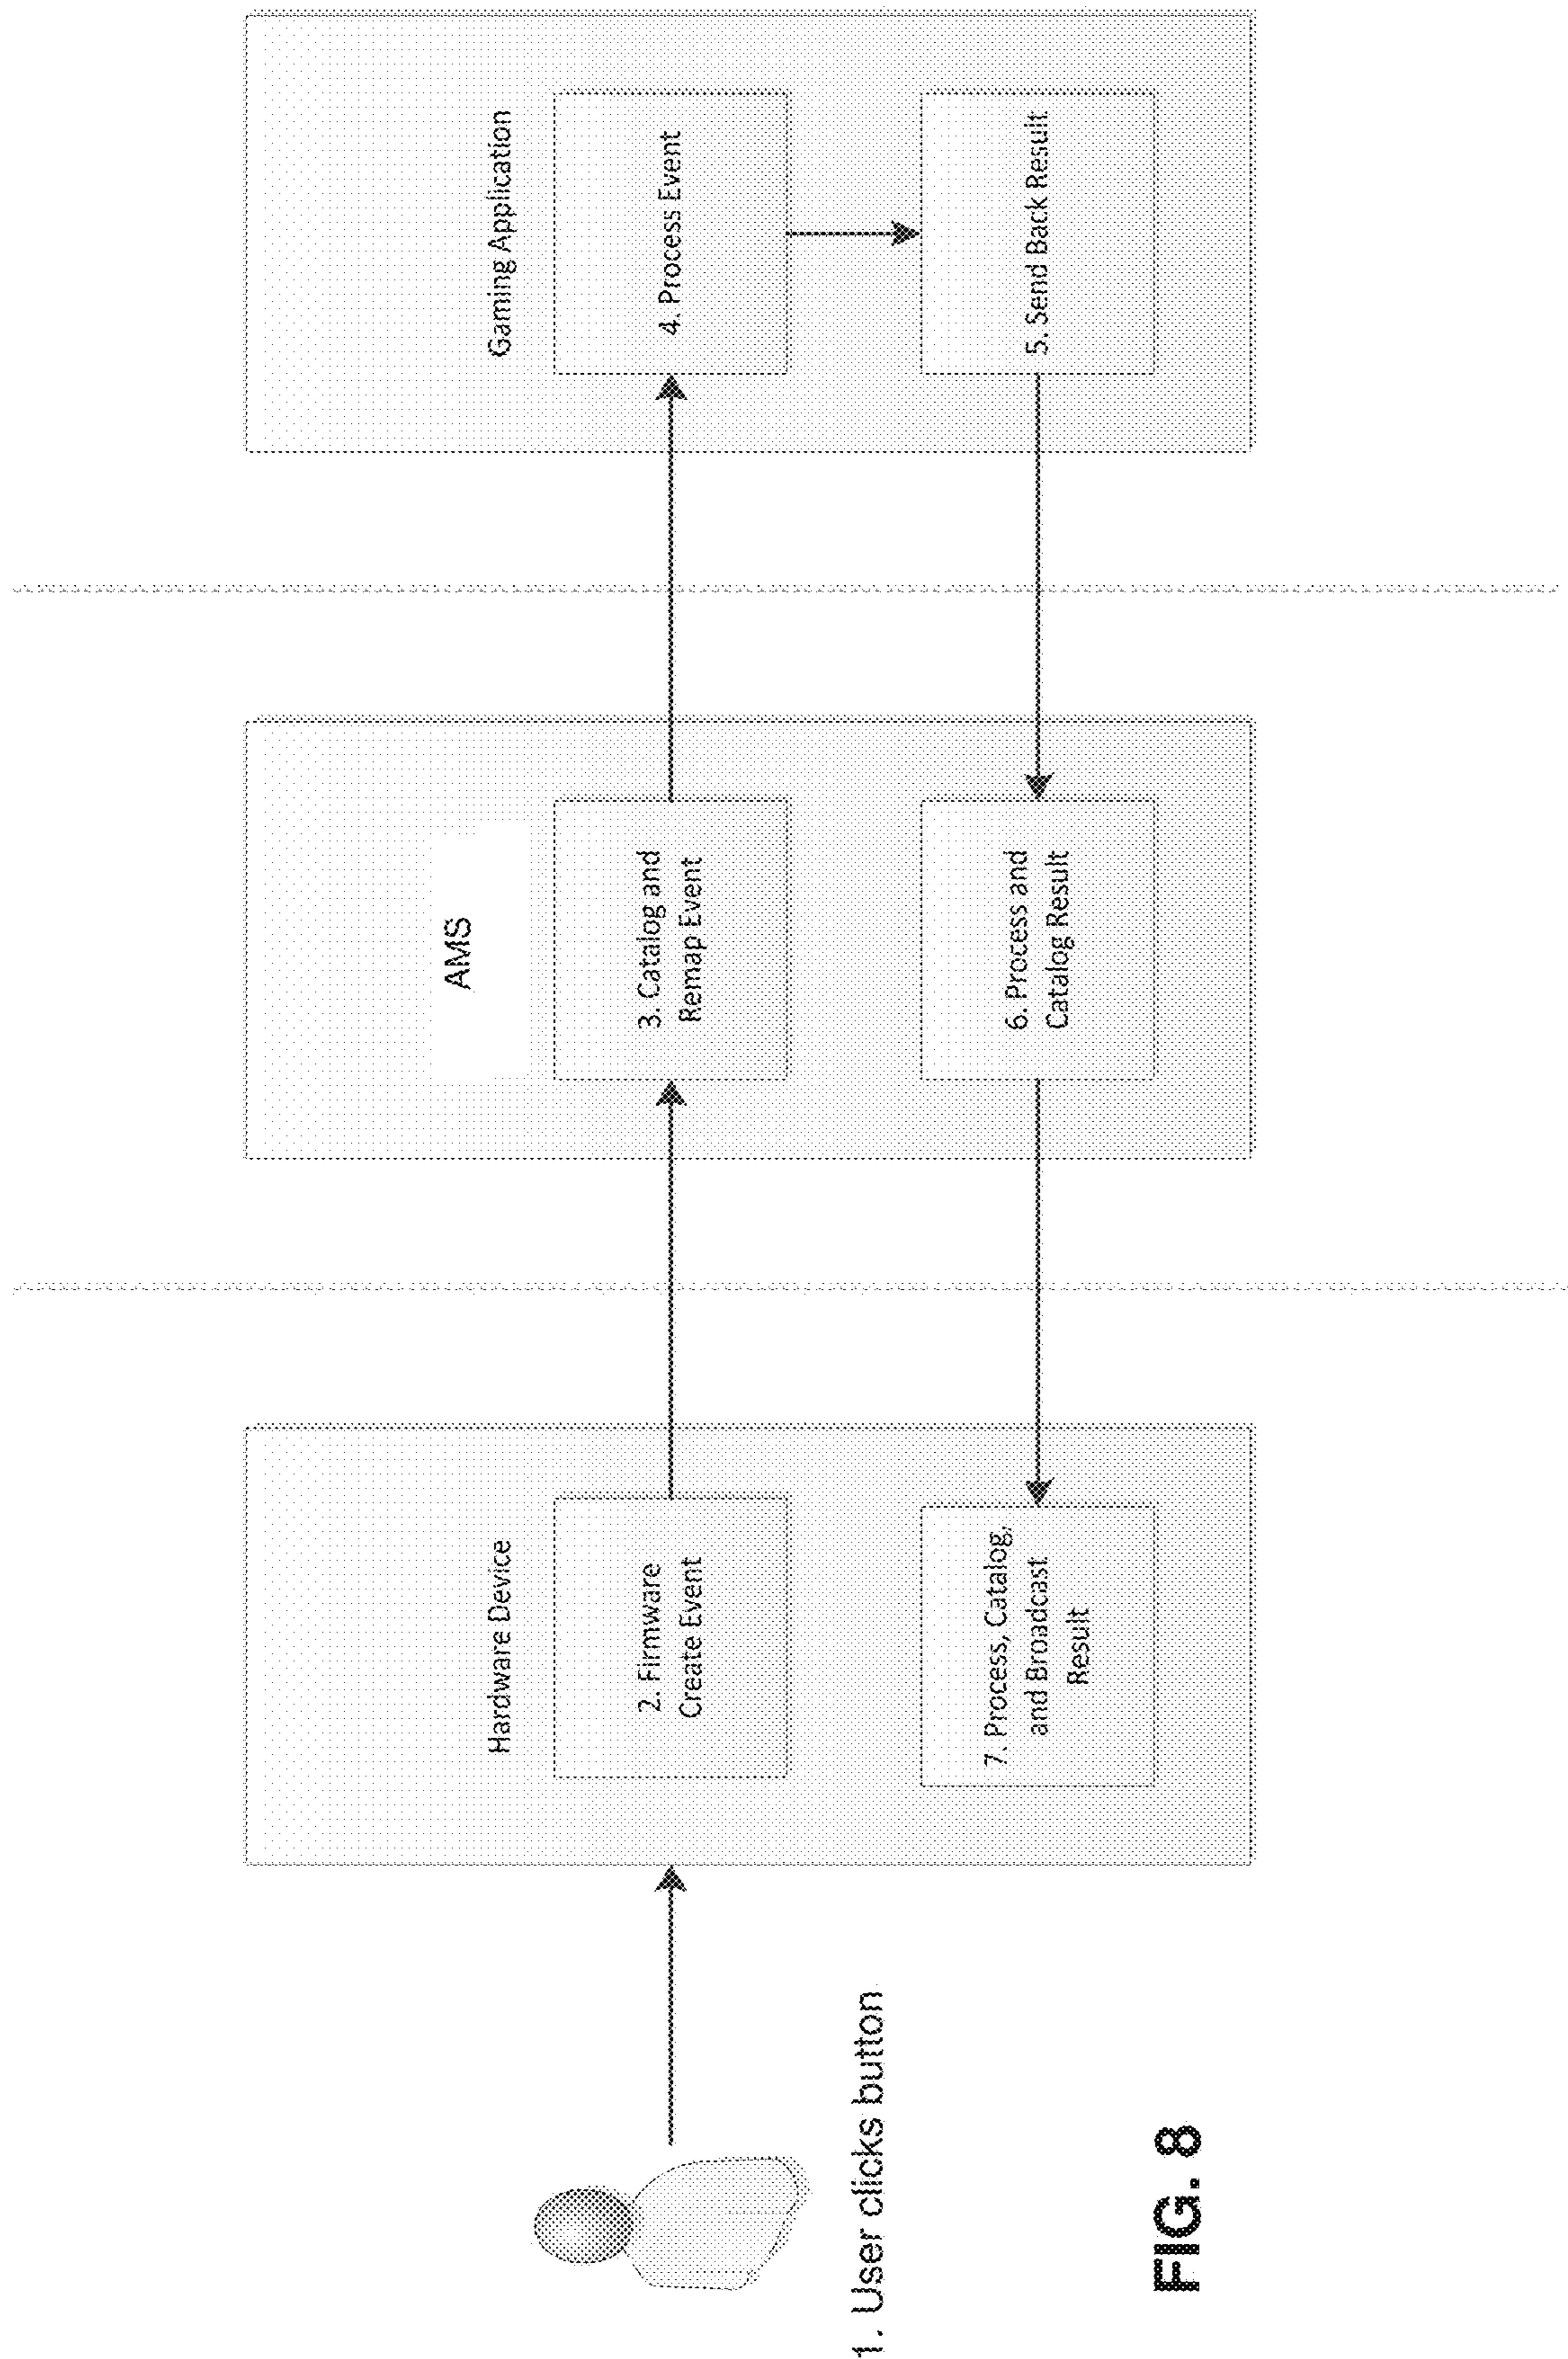 1. User clicks button
Hardware Device
2. Firmware
Create Event
AMS
3. Catalog and
Remap Event
Gaming Application
4. Process Event
5. Send Back Result
6. Process and
Catalog Result
7. Process, Catalog,
and Broadcast
Result
FIG. 8